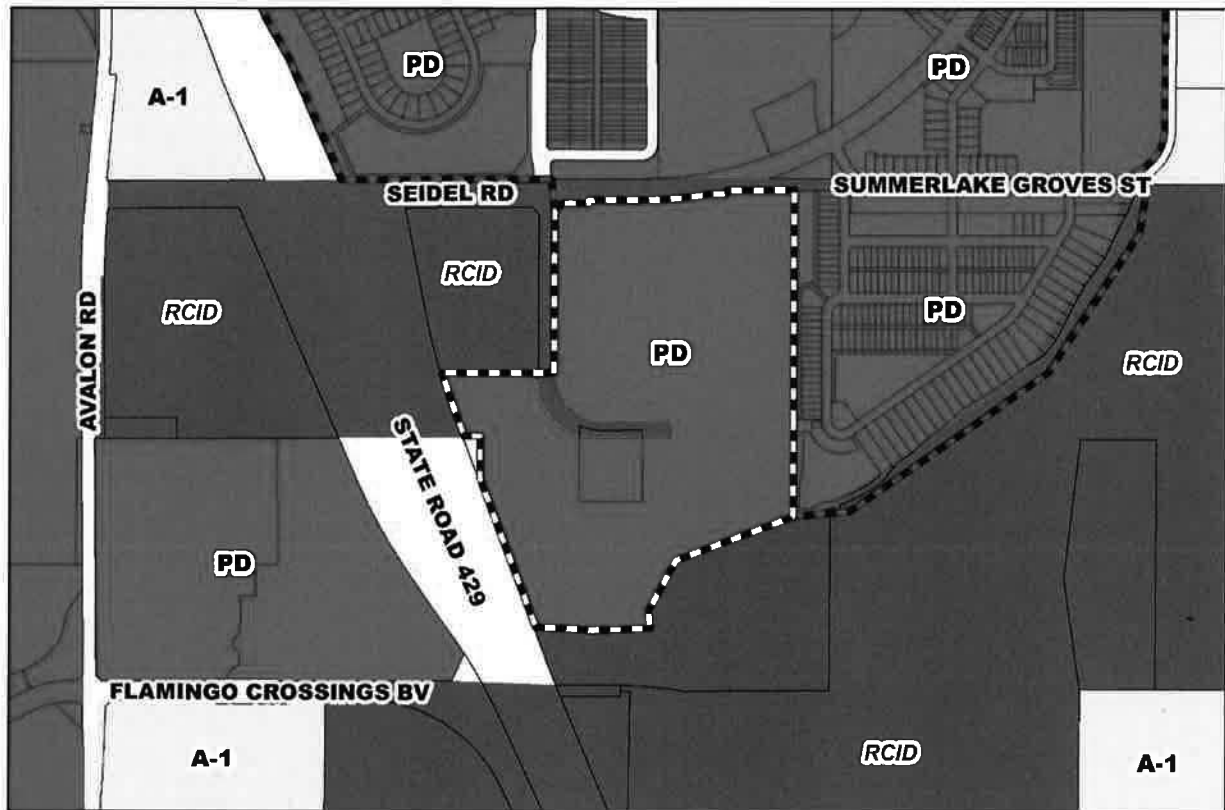 PD
PD
A-1
SEIDEL RD
SUMMERLAKE GROVES ST
RCID
RCID
AVALON RD
PD
PD
RCID
STATE ROAD 429
PD
FLAMINGO CROSSINGS BV
A-1
RCID
A-1